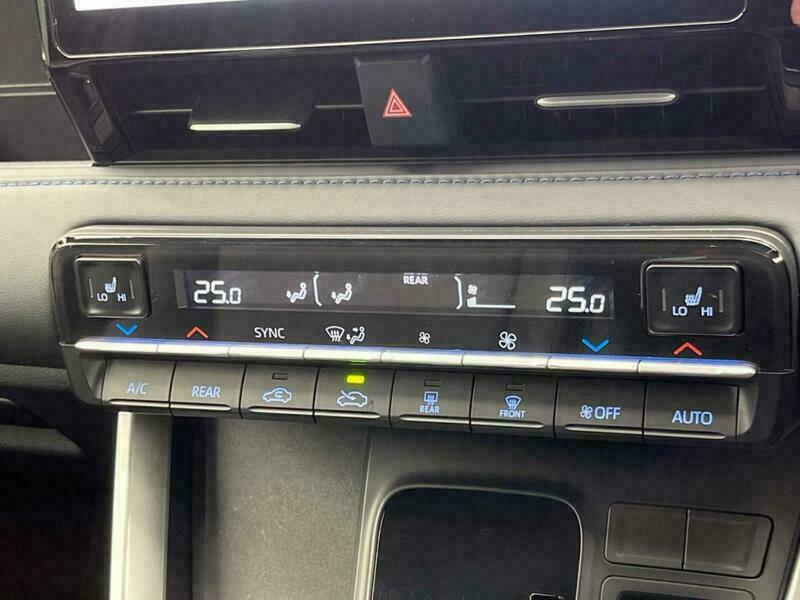 REAR
25.0 25.0
LO HI LO HI
SYNC
A/C REAR REAR FRONT OFF AUTO